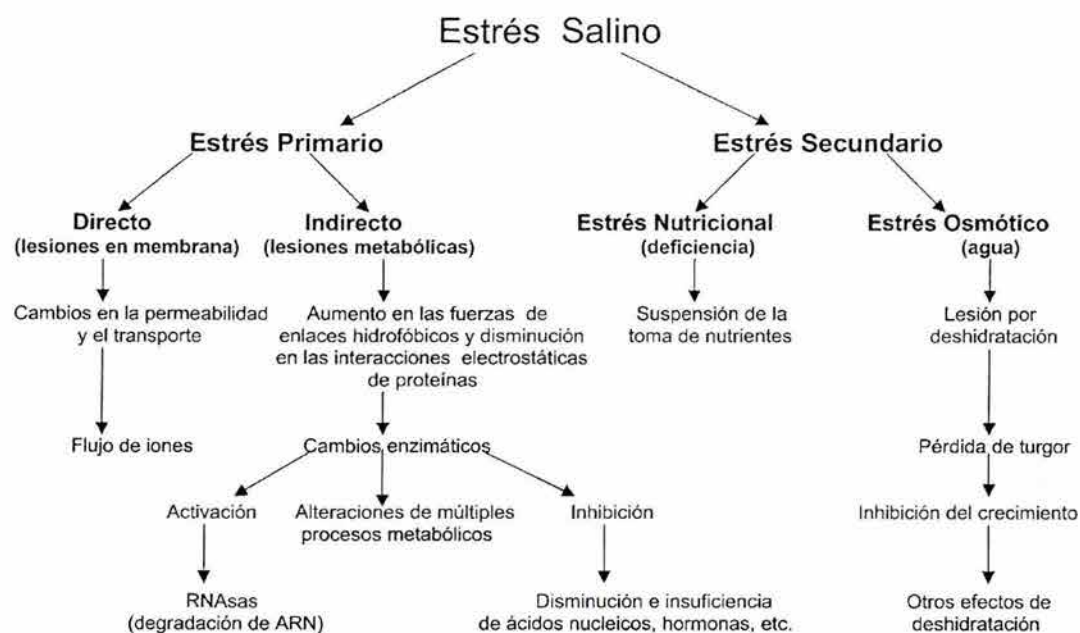 Estrés Salino
Estrés Primario
Estrés Secundario
Directo
(lesiones en membrana)
Indirecto
(lesiones metabólicas)
Estrés Nutricional
(deficiencia)
Estrés Osmótico
(agua)
Cambios en la permeabilidad
y el transporte
Aumento en las fuerzas de
enlaces hidrofóbicos y disminución
en las interacciones electrostáticas
de proteínas
Suspensión de la
toma de nutrientes
Lesión por
deshidratación
Flujo de iones
Cambios enzimáticos
Pérdida de turgor
Activación
Alteraciones de múltiples
procesos metabólicos
Inhibición
Inhibición del crecimiento
RNAsas
(degradación de ARN)
Disminución e insuficiencia
de ácidos nucleicos, hormonas, etc.
Otros efectos de
deshidratación